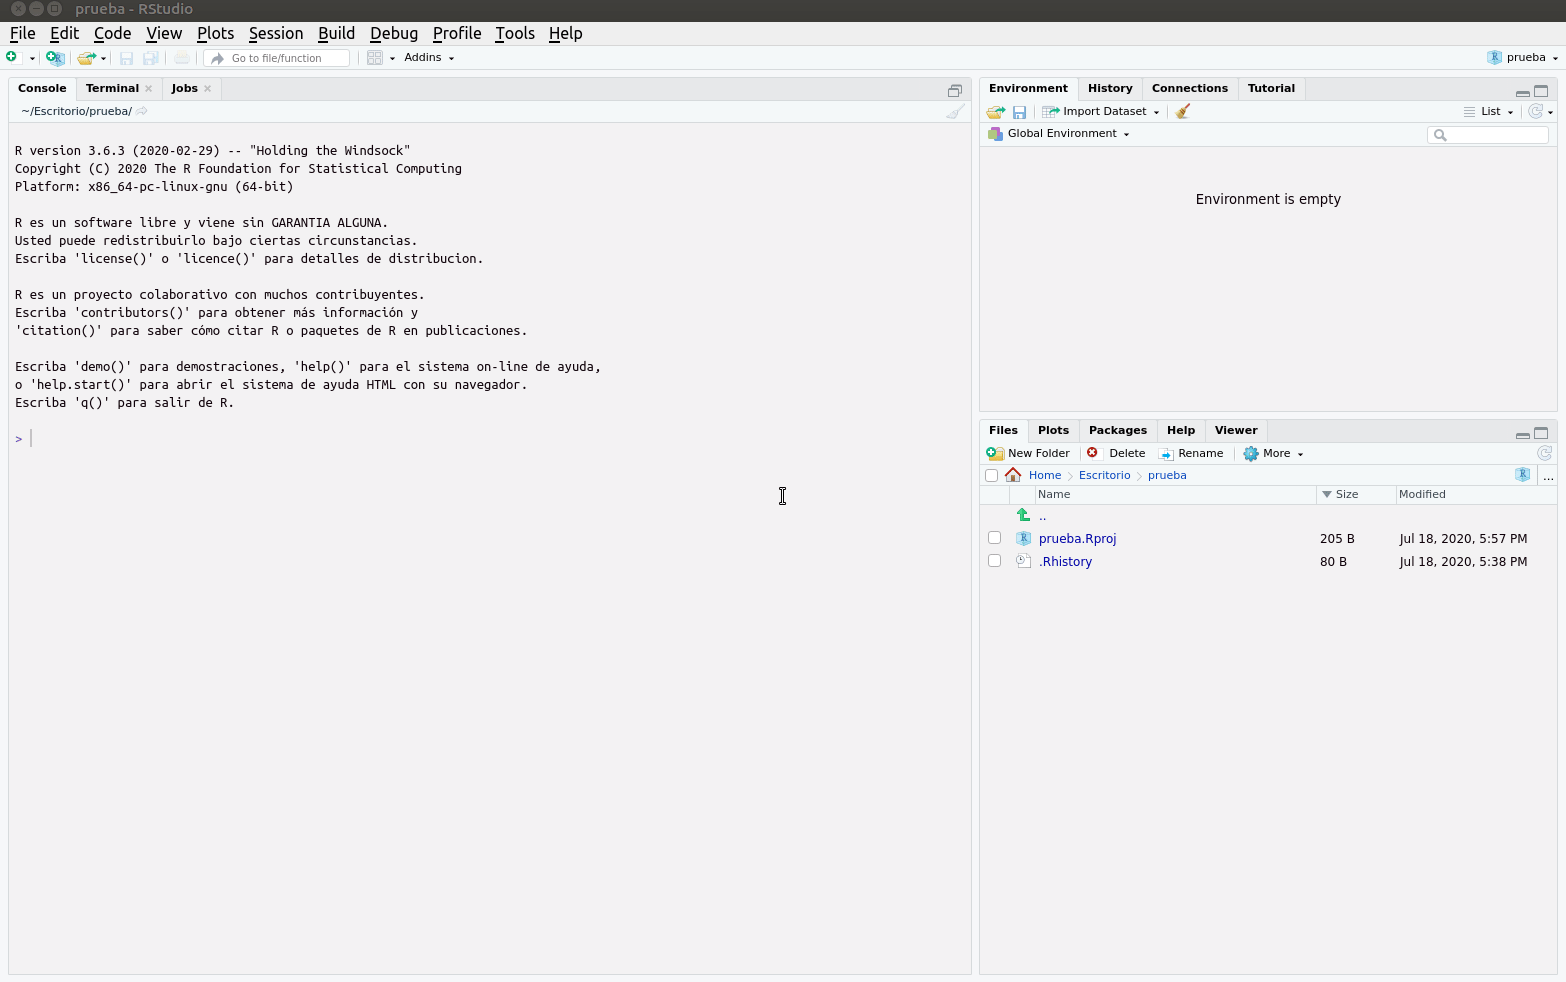 prueba - RStudio
File Edit Code View Plots Session Build Debug Profile Tools Help
Go to file/function Addins prueba
Console Terminal Jobs
~/Escritorio/prueba/
R version 3.6.3 (2020-02-29) -- "Holding the Windsock"
Copyright (C) 2020 The R Foundation for Statistical Computing
Platform: x86_64-pc-linux-gnu (64-bit)
R es un software libre y viene sin GARANTIA ALGUNA.
Usted puede redistribuirlo bajo ciertas circunstancias.
Escriba 'license()' o 'licence()' para detalles de distribucion.
R es un proyecto colaborativo con muchos contribuyentes.
Escriba 'contributors()' para obtener más información y
'citation()' para saber cómo citar R o paquetes de R en publicaciones.
Escriba 'demo()' para demostraciones, 'help()' para el sistema on-line de ayuda,
o 'help.start()' para abrir el sistema de ayuda HTML con su navegador.
Escriba 'q()' para salir de R.
>
Environment History Connections Tutorial
Import Dataset List
Global Environment
Environment is empty
Files Plots Packages Help Viewer
New Folder Delete Rename More
Home Escritorio prueba ...
Name Size Modified
..
prueba.Rproj 205 B Jul 18, 2020, 5:57 PM
.Rhistory 80 B Jul 18, 2020, 5:38 PM